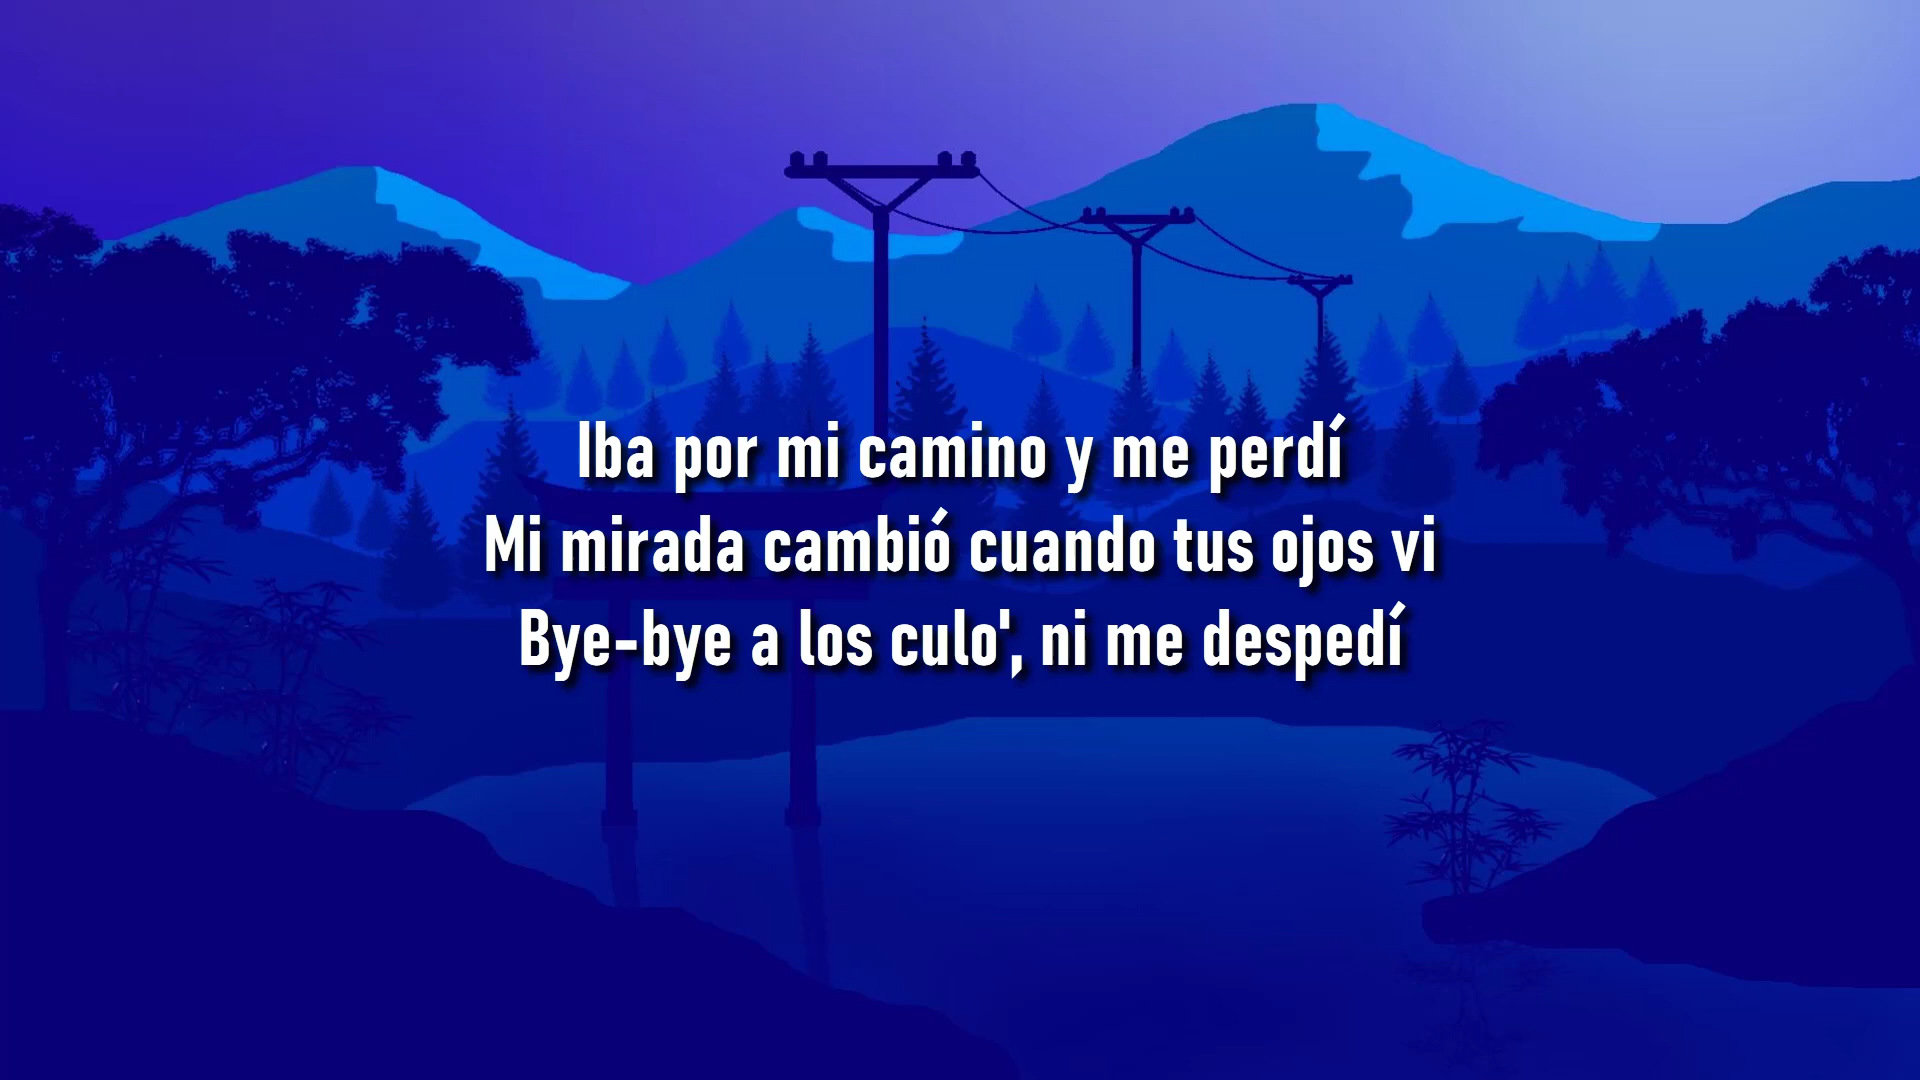 Iba por mi camino y me perdí
Mi mirada cambió cuando tus ojos vi
Bye-bye a los culo', ni me despedí